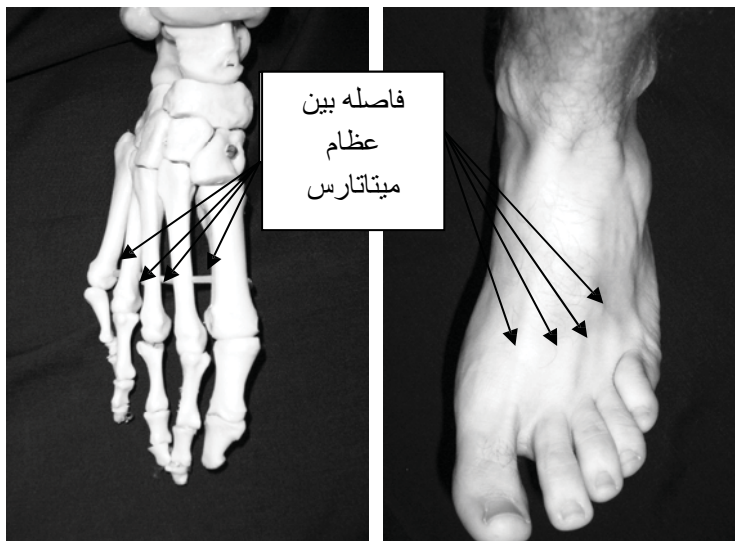 فاصله بین
عظام
میتاتارس